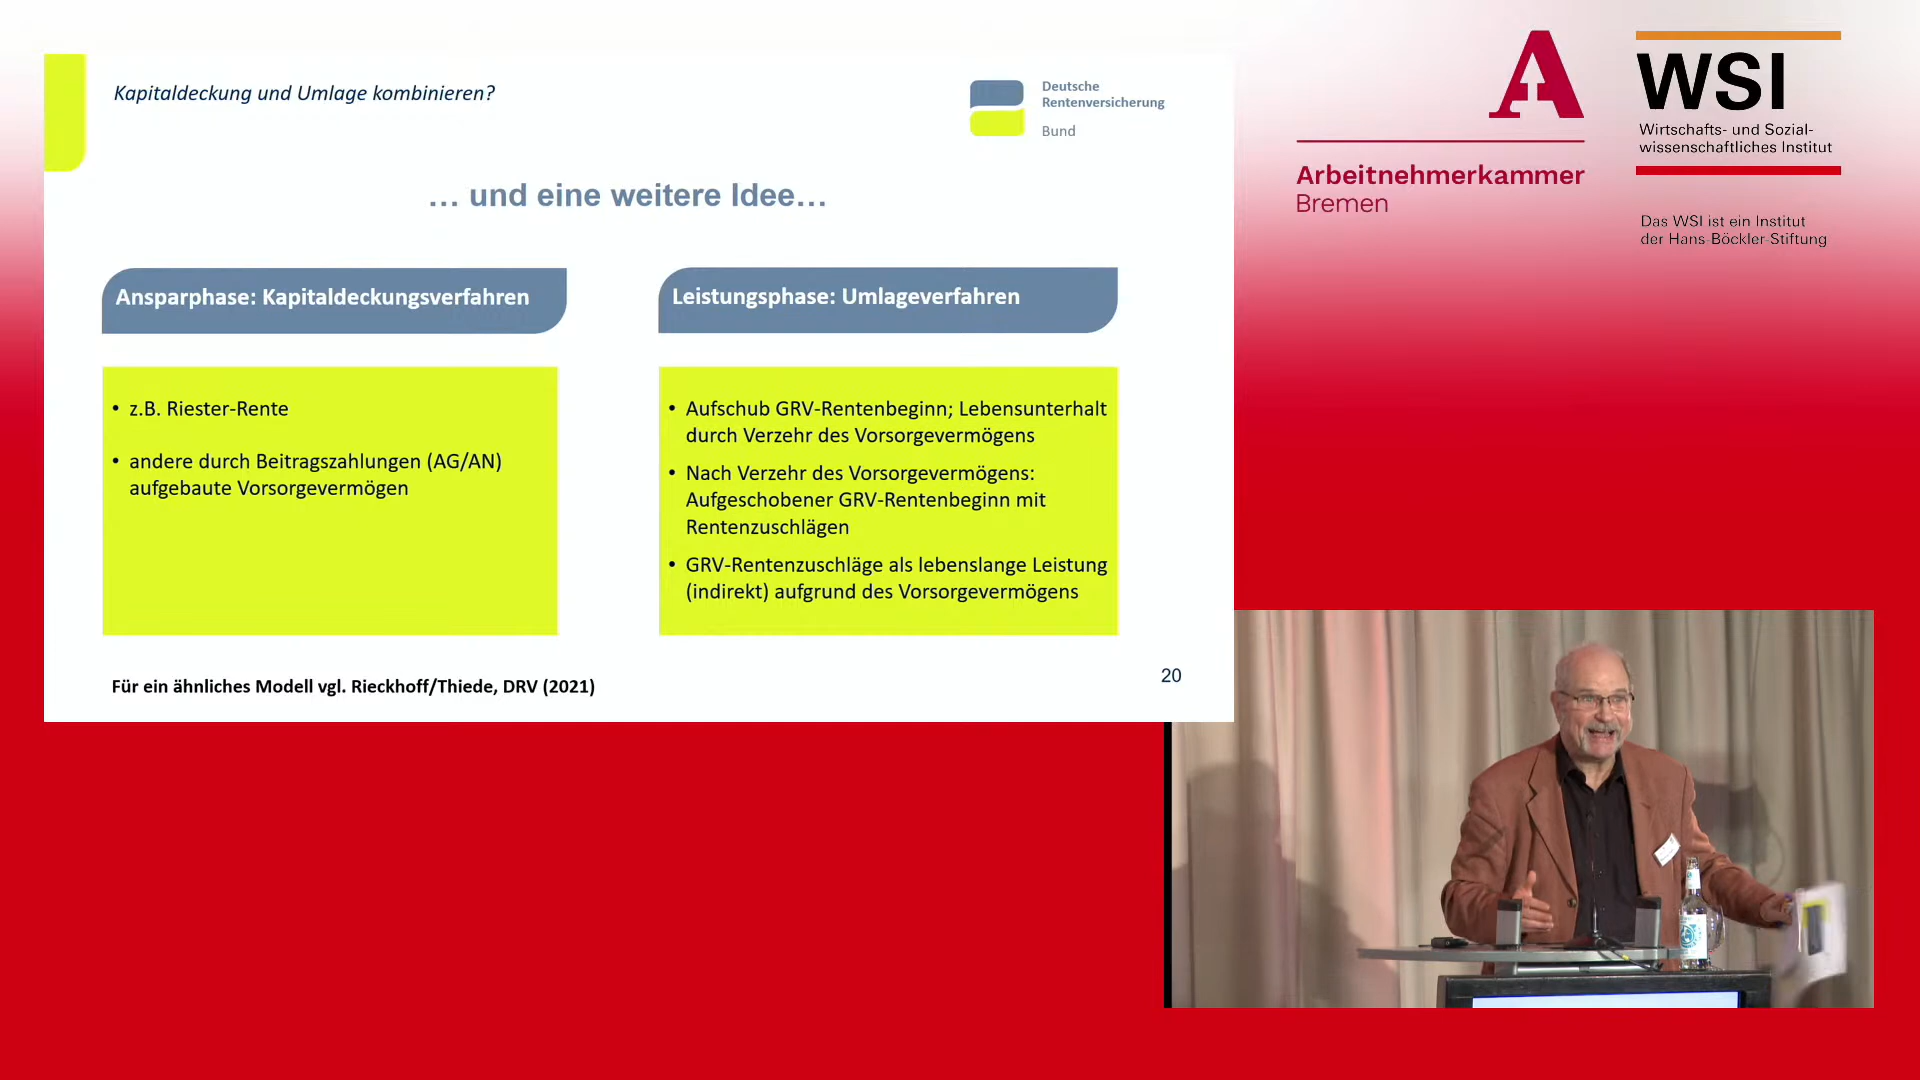 Kapitaldeckung und Umlage kombinieren?
Deutsche
Rentenversicherung
Bund
… und eine weitere Idee…
Ansparphase: Kapitaldeckungsverfahren
• z.B. Riester-Rente
• andere durch Beitragszahlungen (AG/AN)
aufgebaute Vorsorgevermögen
Leistungsphase: Umlageverfahren
• Aufschub GRV-Rentenbeginn; Lebensunterhalt
durch Verzehr des Vorsorgevermögens
• Nach Verzehr des Vorsorgevermögens:
Aufgeschobener GRV-Rentenbeginn mit
Rentenzuschlägen
• GRV-Rentenzuschläge als lebenslange Leistung
(indirekt) aufgrund des Vorsorgevermögens
Für ein ähnliches Modell vgl. Rieckhoff/Thiede, DRV (2021)
20
A
Arbeitnehmerkammer
Bremen
WSI
Wirtschafts- und Sozial-
wissenschaftliches Institut
Das WSI ist ein Institut
der Hans-Böckler-Stiftung